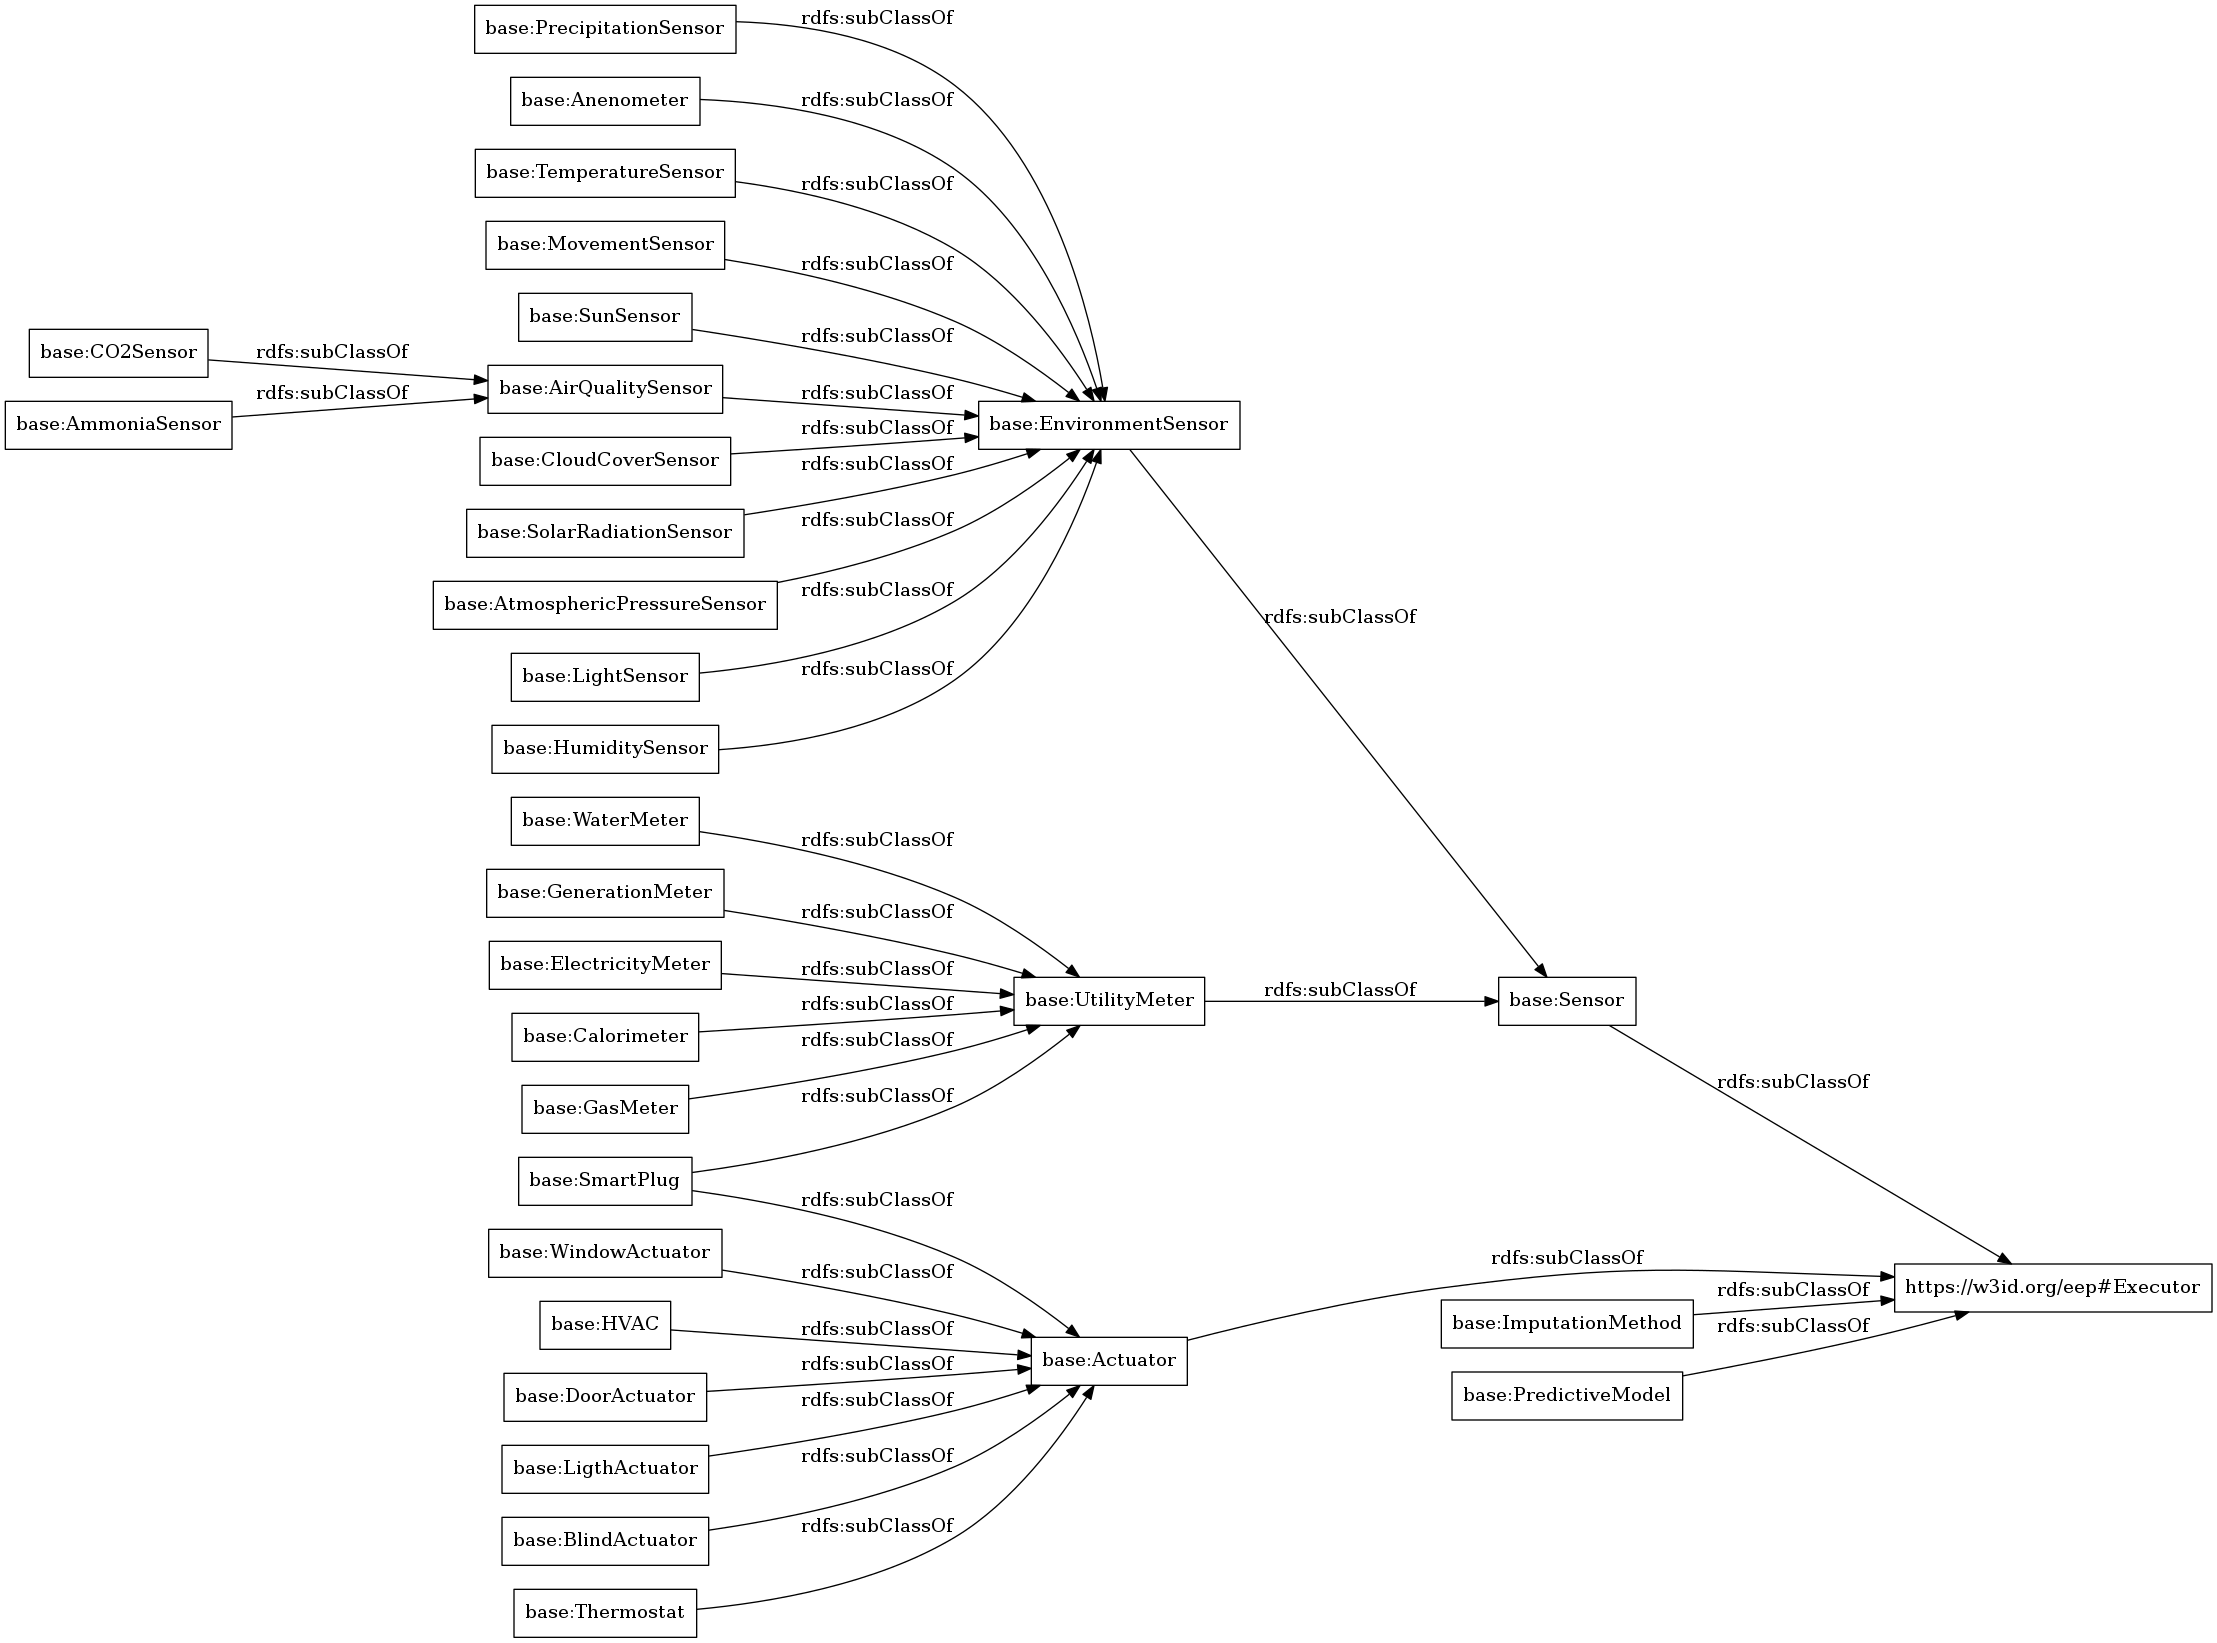 base:PrecipitationSensor
rdfs:subClassOf
base:Anenometer
rdfs:subClassOf
base:TemperatureSensor
rdfs:subClassOf
base:MovementSensor
rdfs:subClassOf
base:SunSensor
rdfs:subClassOf
base:CO2Sensor
rdfs:subClassOf
base:AmmoniaSensor
rdfs:subClassOf
base:AirQualitySensor
rdfs:subClassOf
base:CloudCoverSensor
rdfs:subClassOf
base:EnvironmentSensor
base:SolarRadiationSensor
rdfs:subClassOf
base:AtmosphericPressureSensor
rdfs:subClassOf
base:LightSensor
rdfs:subClassOf
base:HumiditySensor
rdfs:subClassOf
rdfs:subClassOf
base:WaterMeter
rdfs:subClassOf
base:GenerationMeter
rdfs:subClassOf
base:ElectricityMeter
rdfs:subClassOf
base:Calorimeter
rdfs:subClassOf
base:UtilityMeter
rdfs:subClassOf
base:Sensor
base:GasMeter
rdfs:subClassOf
rdfs:subClassOf
base:SmartPlug
rdfs:subClassOf
rdfs:subClassOf
base:WindowActuator
rdfs:subClassOf
base:HVAC
rdfs:subClassOf
base:DoorActuator
rdfs:subClassOf
base:Actuator
rdfs:subClassOf
https://w3id.org/eep#Executor
base:ImputationMethod
rdfs:subClassOf
base:PredictiveModel
rdfs:subClassOf
base:LigthActuator
rdfs:subClassOf
base:BlindActuator
rdfs:subClassOf
base:Thermostat
rdfs:subClassOf